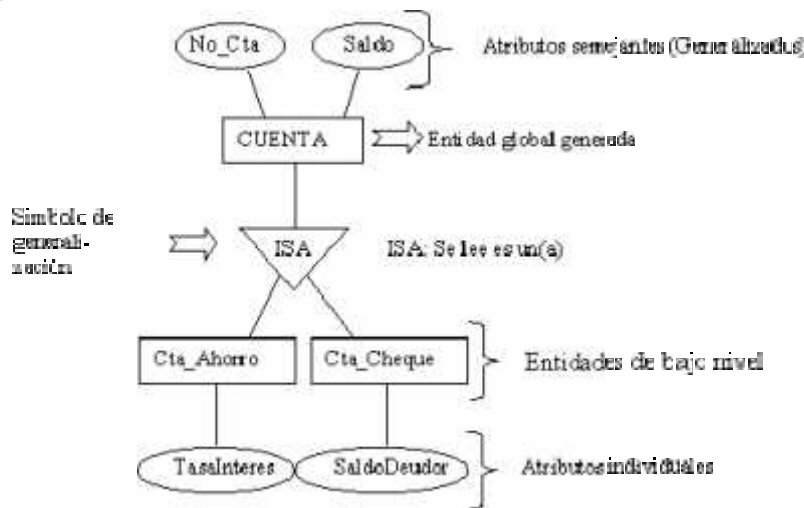 No_Cta
Saldo
Atributos semejantes (Generalizados)
CUENTA
Entidad global generada
Simbolo de
generali-
zación
ISA
ISA: Se lee es un(a)
Cta_Ahorro
Cta_Cheque
Entidades de bajo nivel
TasaInteres
SaldoDeudor
Atributos individuales